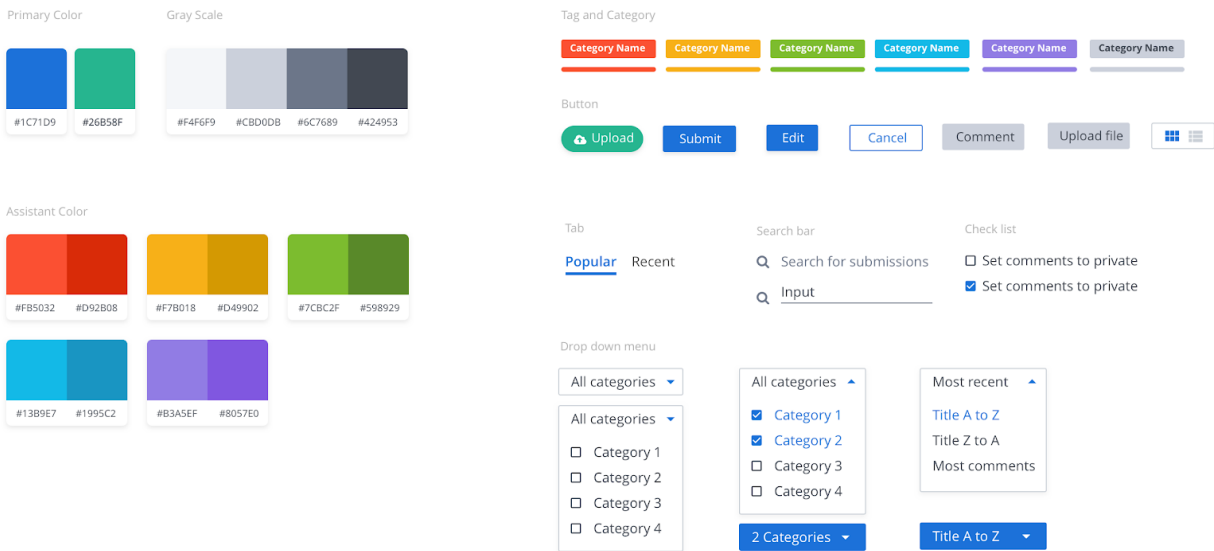 Primary Color
Gray Scale
#1C71D9
#26B58F
#F4F6F9
#CBD0DB
#6C7689
#424953
Assistant Color
#FB5032
#D92B08
#F7B018
#D49902
#7CBC2F
#598929
#13B9E7
#1995C2
#B3A5EF
#8057E0
Tag and Category
Category Name
Category Name
Category Name
Category Name
Category Name
Category Name
Button
Upload
Submit
Edit
Cancel
Comment
Upload file
Tab
Popular
Recent
Search bar
Search for submissions
Input
Check list
Set comments to private
Set comments to private
Drop down menu
All categories
All categories
Category 1
Category 2
Category 3
Category 4
All categories
Category 1
Category 2
Category 3
Category 4
2 Categories
Most recent
Title A to Z
Title Z to A
Most comments
Title A to Z